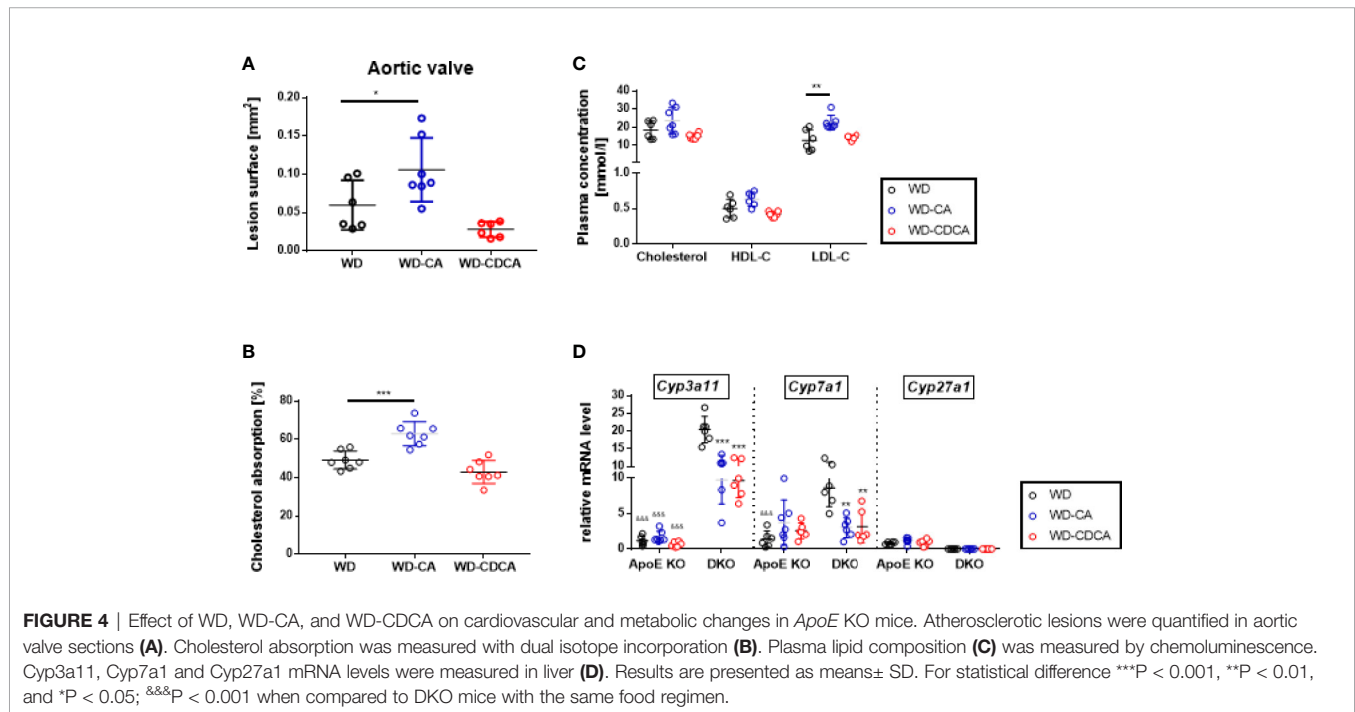 A
Aortic valve
*
Lesion surface [mm²]
0.20
0.15
0.10
0.05
0.00
WD
WD-CA
WD-CDCA
C
**
Plasma concentration
[mmol/l]
40
30
20
10
1.0
0.5
0.0
Cholesterol
HDL-C
LDL-C
WD
WD-CA
WD-CDCA
B
***
Cholesterol absorption [%]
80
60
40
20
0
WD
WD-CA
WD-CDCA
D
Cyp3a11
Cyp7a1
Cyp27a1
relative mRNA level
30
25
20
15
10
10
5
0
&&& &&& &&&
*** ***
&&&
** **
ApoE KO
DKO
ApoE KO
DKO
ApoE KO
DKO
WD
WD-CA
WD-CDCA
FIGURE 4 | Effect of WD, WD-CA, and WD-CDCA on cardiovascular and metabolic changes in ApoE KO mice. Atherosclerotic lesions were quantified in aortic
valve sections (A). Cholesterol absorption was measured with dual isotope incorporation (B). Plasma lipid composition (C) was measured by chemoluminescence.
Cyp3a11, Cyp7a1 and Cyp27a1 mRNA levels were measured in liver (D). Results are presented as means± SD. For statistical difference ***P < 0.001, **P < 0.01,
and *P < 0.05; &&&P < 0.001 when compared to DKO mice with the same food regimen.